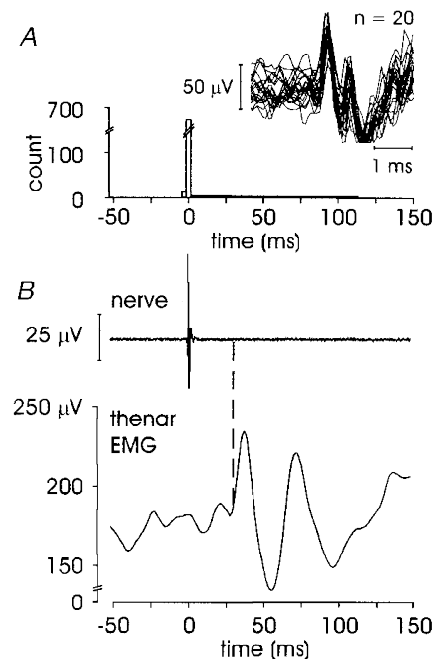 A
n = 20
50 μV
1 ms
700
100
0
count
-50 0 50 100 150
time (ms)
B
nerve
25 μV
250 μV
thenar
EMG
200
150
0
-50 0 50 100 150
time (ms)